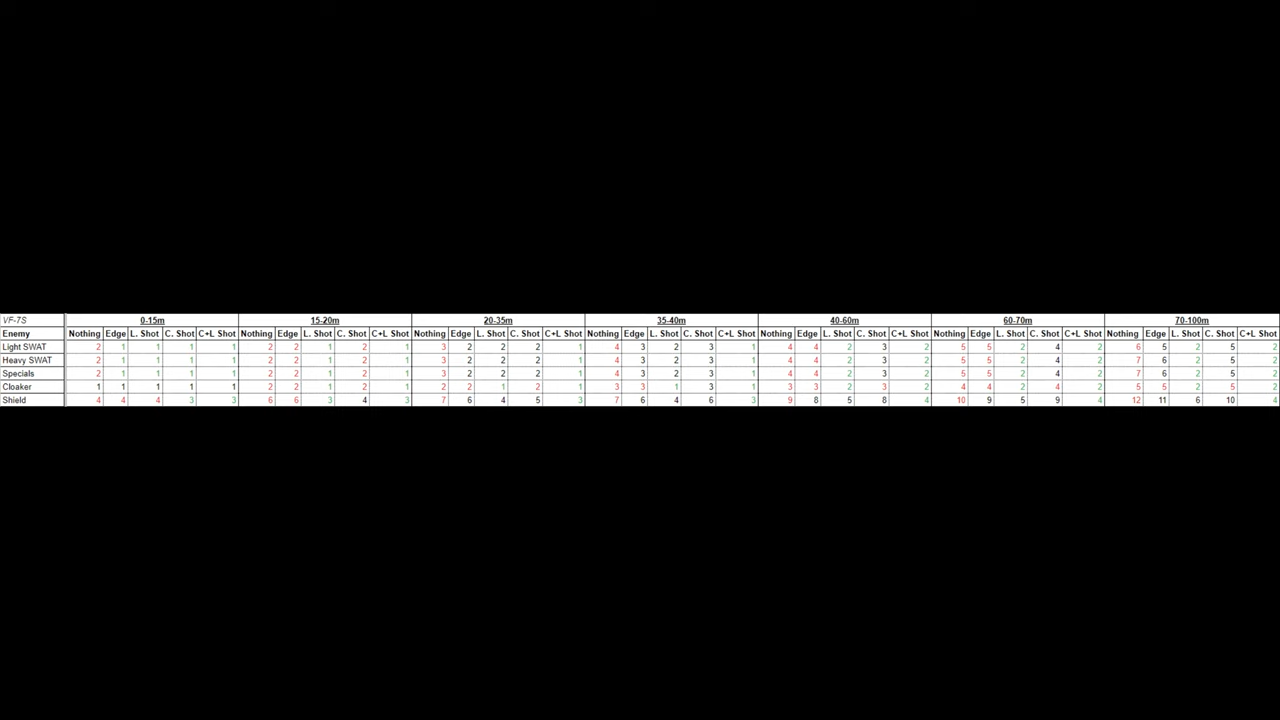 VF-7S 0-15m 15-20m 20-35m 35-40m 40-60m 60-70m 70-100m
Enemy Nothing Edge L. Shot C. Shot C+L Shot Nothing Edge L. Shot C. Shot C+L Shot Nothing Edge L. Shot C. Shot C+L Shot Nothing Edge L. Shot C. Shot C+L Shot Nothing Edge L. Shot C. Shot C+L Shot Nothing Edge L. Shot C. Shot C+L Shot Nothing Edge L. Shot C. Shot C+L Shot
Light SWAT 2 1 1 1 1 2 2 1 2 1 3 2 2 2 1 4 3 2 3 1 4 4 2 3 2 5 5 2 4 2 6 5 2 5 2
Heavy SWAT 2 1 1 1 1 2 2 1 2 1 3 2 2 2 1 4 3 2 3 1 4 4 2 3 2 5 5 2 4 2 7 6 2 5 2
Specials 2 1 1 1 1 2 2 1 2 1 3 2 2 2 1 4 3 2 3 1 4 4 2 3 2 5 5 2 4 2 7 6 2 5 2
Cloaker 1 1 1 1 1 2 2 1 2 1 2 2 1 2 1 3 3 1 3 1 3 3 2 3 2 4 4 2 4 2 5 5 2 5 2
Shield 4 4 4 3 3 6 6 3 4 3 7 6 4 5 3 7 6 4 6 3 9 8 5 8 4 10 9 5 9 4 12 11 6 10 4